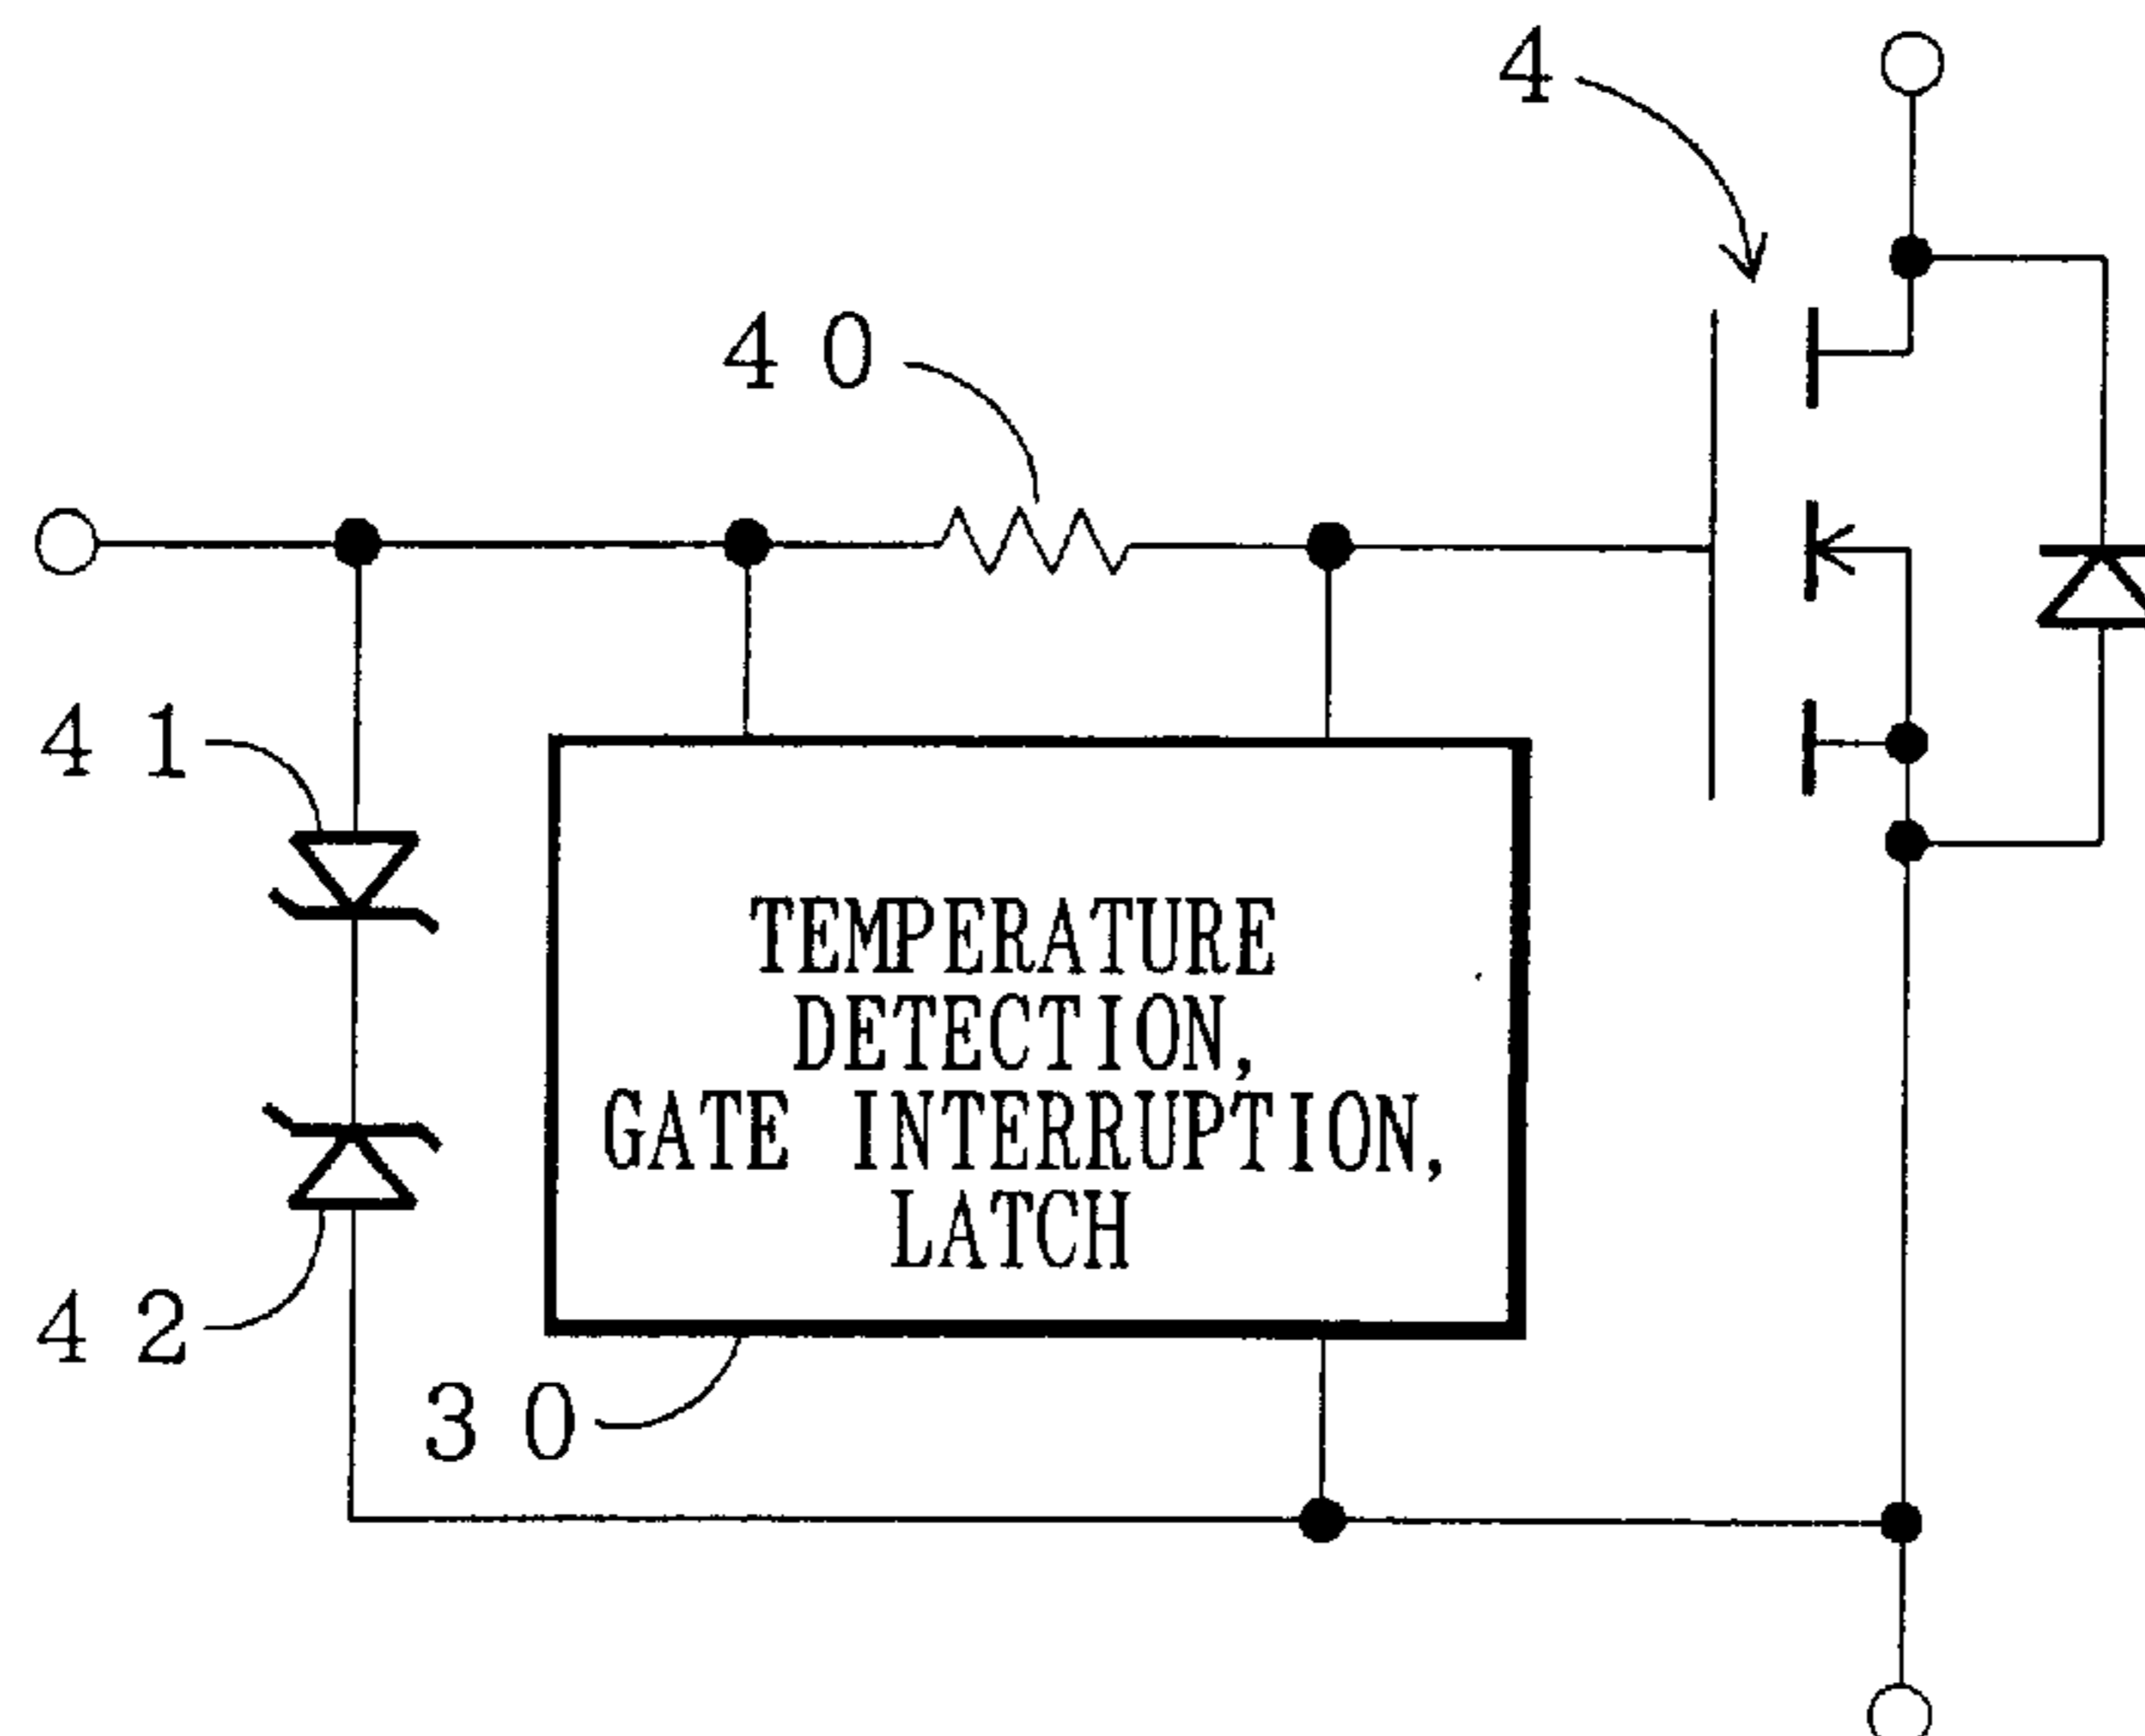 4
40
41
TEMPERATURE
DETECTION,
GATE INTERRUPTION,
LATCH
42
30